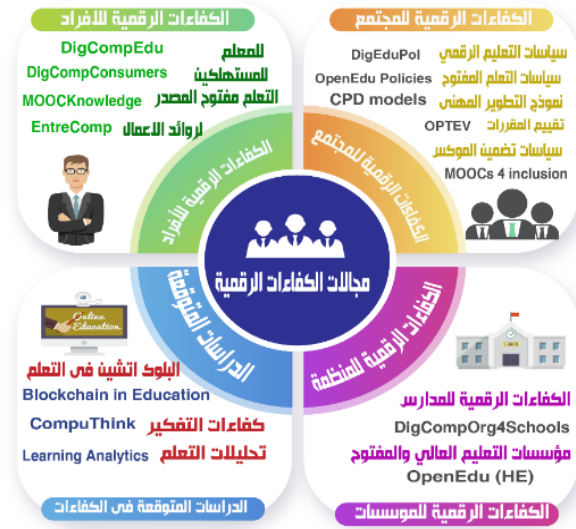 الكفاءات الرقمية للأفراد
DigCompEdu للمعلم
DigCompConsumers للمستهلكين
MOOCKnowledge التعلم مفتوح المصدر
EntreComp لروائد الاعمال
الكفاءات الرقمية للأفراد
الكفاءات الرقمية للمجتمع
سياسات التعليم الرقمي DigEduPol
سياسات التعلم المفتوح OpenEdu Policies
نموذج التطوير المهنى CPD models
تقييم المقررات OPTEV
سياسات تضمين الموكس
MOOCs 4 inclusion
الكفاءات الرقمية للمجتمع
مجالات الكفاءات الرقمية
الدراسات المتوقعة
Online
Education
البلوك اتشين فى التعلم
Blockchain in Education
CompuThink كفاءات التفكير
Learning Analytics تحليلات التعلم
الدراسات المتوقعة فى الكفاءات
الكفاءات الرقمية للمنظمة
الكفاءات الرقمية للمدارس
DigCompOrg4Schools
مؤسسات التعليم العالي والمفتوح
OpenEdu (HE)
الكفاءات الرقمية للموسسات